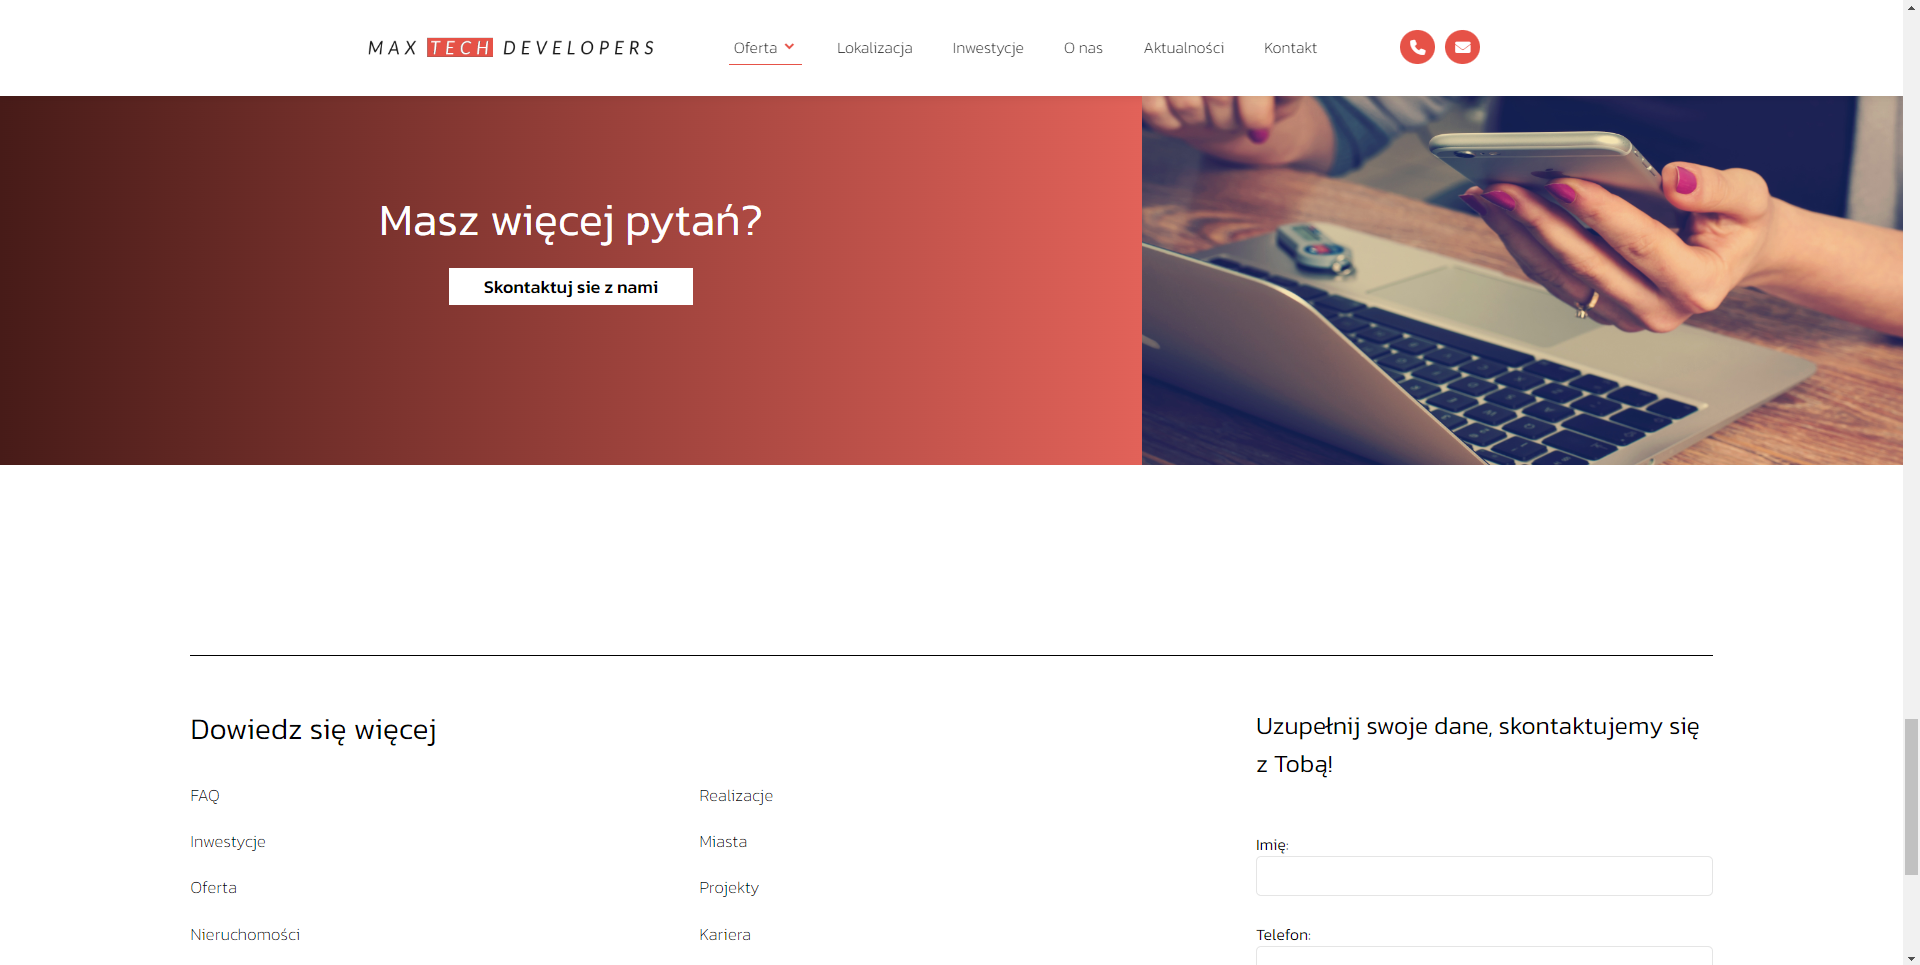 MAX TECH DEVELOPERS
Oferta
Lokalizacja
Inwestycje
O nas
Aktualności
Kontakt
Masz więcej pytań?
Skontaktuj sie z nami
Dowiedz się więcej
FAQ
Inwestycje
Oferta
Nieruchomości
Realizacje
Miasta
Projekty
Kariera
Uzupełnij swoje dane, skontaktujemy się
z Tobą!
Imię:
Telefon: